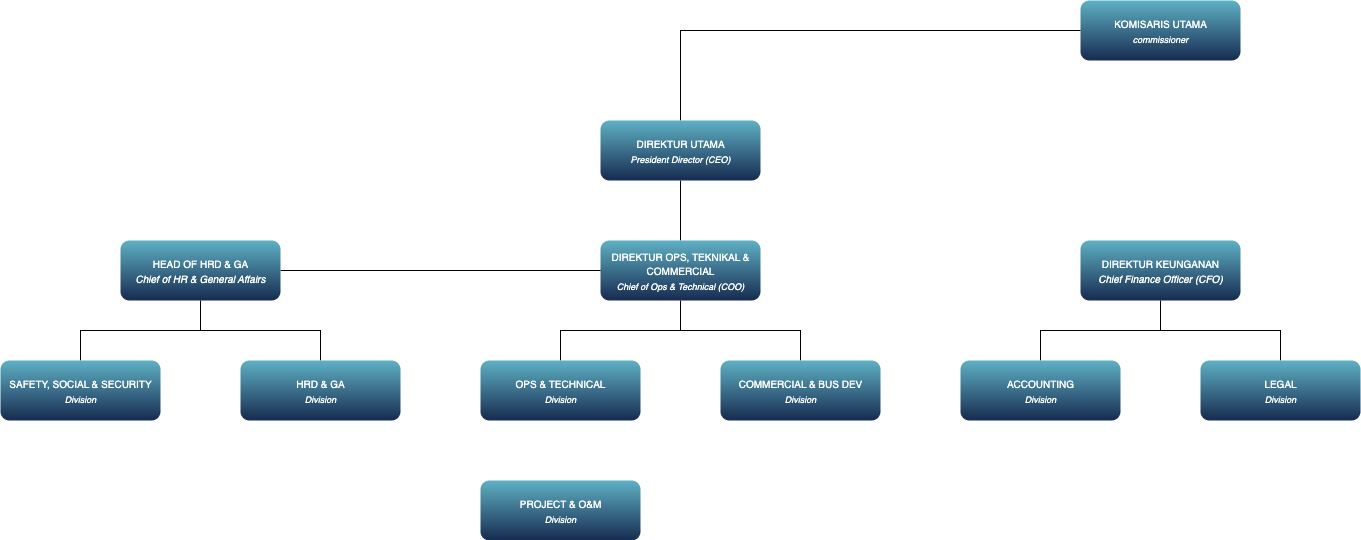 KOMISARIS UTAMA
commissioner
DIREKTUR UTAMA
President Director (CEO)
HEAD OF HRD & GA
Chief of HR & General Affairs
DIREKTUR OPS, TEKNIKAL &
COMMERCIAL
Chief of Ops & Technical (COO)
DIREKTUR KEUNGANAN
Chief Finance Officer (CFO)
SAFETY, SOCIAL & SECURITY
Division
HRD & GA
Division
OPS & TECHNICAL
Division
COMMERCIAL & BUS DEV
Division
ACCOUNTING
Division
LEGAL
Division
PROJECT & O&M
Division